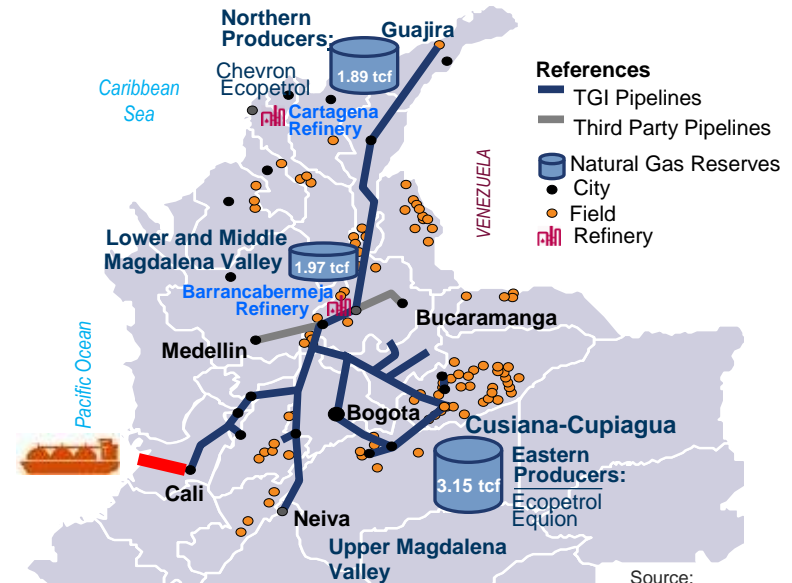 Northern
Producers:
Guajira
1.89 tcf
Chevron
Ecopetrol
Caribbean
Sea
Cartagena
Refinery
References
TGI Pipelines
Third Party Pipelines
Natural Gas Reserves
City
Field
Refinery
VENEZUELA
Lower and Middle
Magdalena Valley
1.97 tcf
Barrancabermeja
Refinery
Bucaramanga
Medellin
Pacific Ocean
Bogota
Cusiana-Cupiagua
Eastern
Producers:
3.15 tcf
Ecopetrol
Equion
Cali
Neiva
Upper Magdalena
Valley
Source: